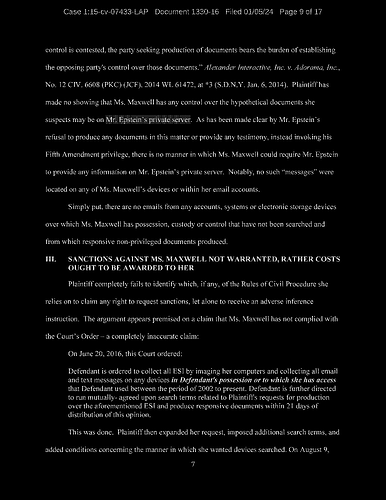 Case 1:15-cv-07433-LAP Document 1330-16 Filed 01/05/24 Page 9 of 17
control is contested, the party seeking production of documents bears the burden of establishing
the opposing party's control over those documents." Alexander Interactive, Inc. v. Adorama, Inc.,
No. 12 CIV. 6608 (PKC) (JCF), 2014 WL 61472, at *3 (S.D.N.Y. Jan. 6, 2014). Plaintiff has
made no showing that Ms. Maxwell has any control over the hypothetical documents she
suspects may be on Mr. Epstein's private server. As has been made clear by Mr. Epstein's
refusal to produce any documents in this matter or provide any testimony, instead invoking his
Fifth Amendment privilege, there is no manner in which Ms. Maxwell could require Mr. Epstein
to provide any information on Mr. Epstein's private server. Notably, no such "messages" were
located on any of Ms. Maxwell's devices or within her email accounts.
Simply put, there are no emails from any accounts, systems or electronic storage devices
over which Ms. Maxwell has possession, custody or control that have not been searched and
from which responsive non-privileged documents produced.
III. SANCTIONS AGAINST MS. MAXWELL NOT WARRANTED, RATHER COSTS
OUGHT TO BE AWARDED TO HER
Plaintiff completely fails to identify which, if any, of the Rules of Civil Procedure she
relies on to claim any right to request sanctions, let alone to receive an adverse inference
instruction. The argument appears premised on a claim that Ms. Maxwell has not complied with
the Court's Order – a completely inaccurate claim:
On June 20, 2016, this Court ordered:
Defendant is ordered to collect all ESI by imaging her computers and collecting all email
and text messages on any devices in Defendant's possession or to which she has access
that Defendant used between the period of 2002 to present. Defendant is further directed
to run mutually- agreed upon search terms related to Plaintiff's requests for production
over the aforementioned ESI and produce responsive documents within 21 days of
distribution of this opinion.
This was done. Plaintiff then expanded her request, imposed additional search terms, and
added conditions concerning the manner in which she wanted devices searched. On August 9,
7